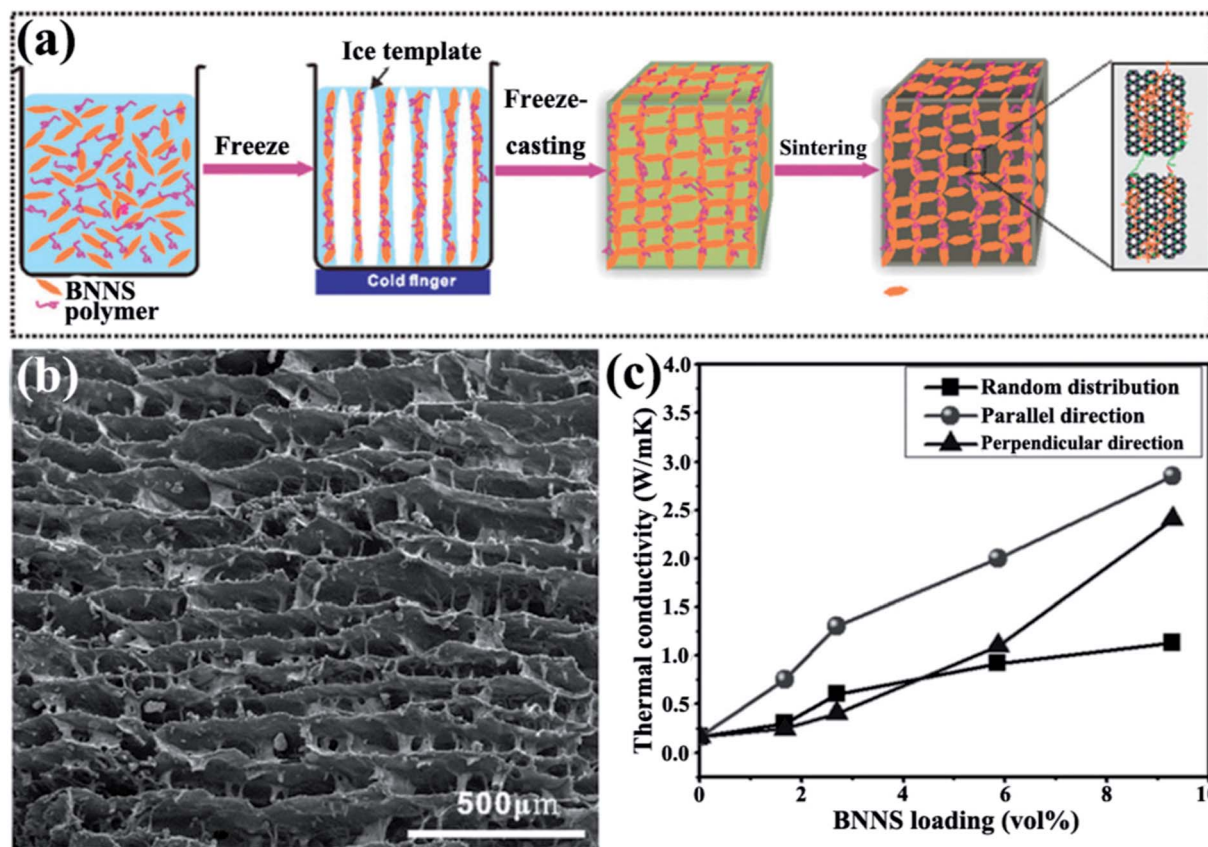 (a)
Ice template
Freeze
Freeze-
casting
Sintering
Cold finger
BNNS
polymer
(b)
500μm
(c)
Thermal conductivity (W/mK)
4.0
3.5
3.0
2.5
2.0
1.5
1.0
0.5
0.0
Random distribution
Parallel direction
Perpendicular direction
0 2 4 6 8 10
BNNS loading (vol%)